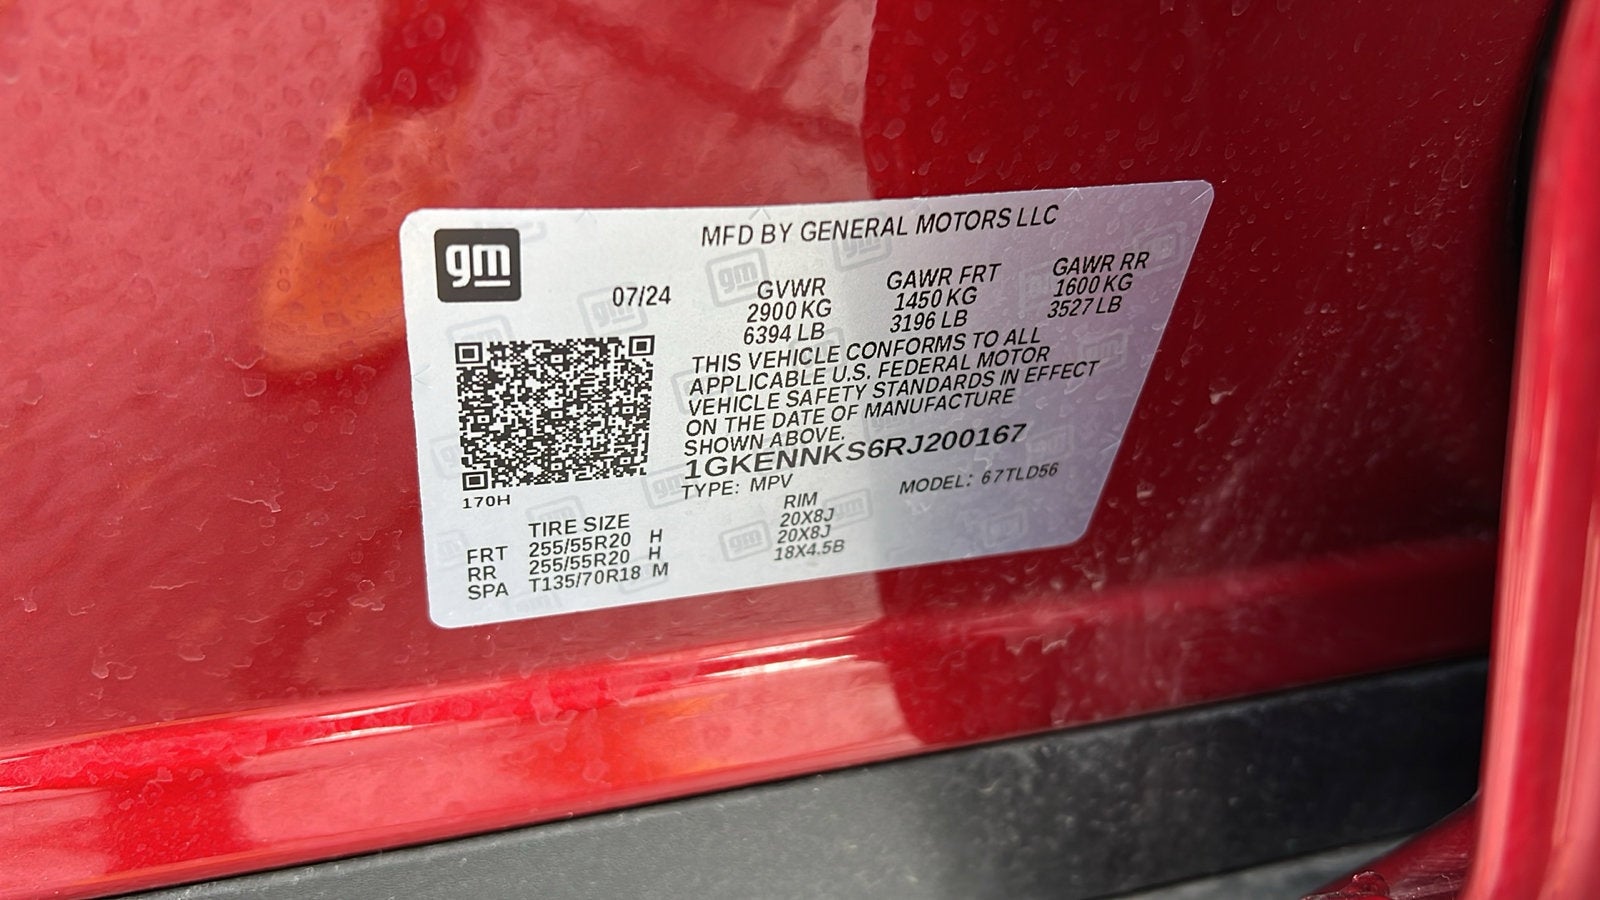 gm
MFD BY GENERAL MOTORS LLC
07/24
GVWR
2900 KG
6394 LB
GAWR FRT
1450 KG
3196 LB
GAWR RR
1600 KG
3527 LB
THIS VEHICLE CONFORMS TO ALL
APPLICABLE U.S. FEDERAL MOTOR
VEHICLE SAFETY STANDARDS IN EFFECT
ON THE DATE OF MANUFACTURE
SHOWN ABOVE.
1GKENNKS6RJ200167
TYPE: MPV MODEL: 67TLD56
170H
TIRE SIZE RIM
FRT 255/55R20 H 20X8J
RR 255/55R20 H 20X8J
SPA T135/70R18 M 18X4.5B